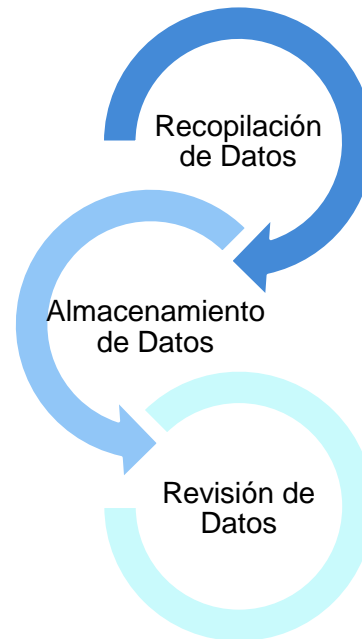 Recopilación
de Datos
Almacenamiento
de Datos
Revisión de
Datos